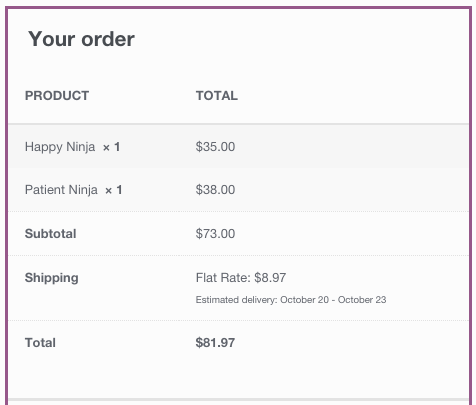 Your order
PRODUCT TOTAL
Happy Ninja × 1 $35.00
Patient Ninja × 1 $38.00
Subtotal $73.00
Shipping Flat Rate: $8.97
Estimated delivery: October 20 - October 23
Total $81.97